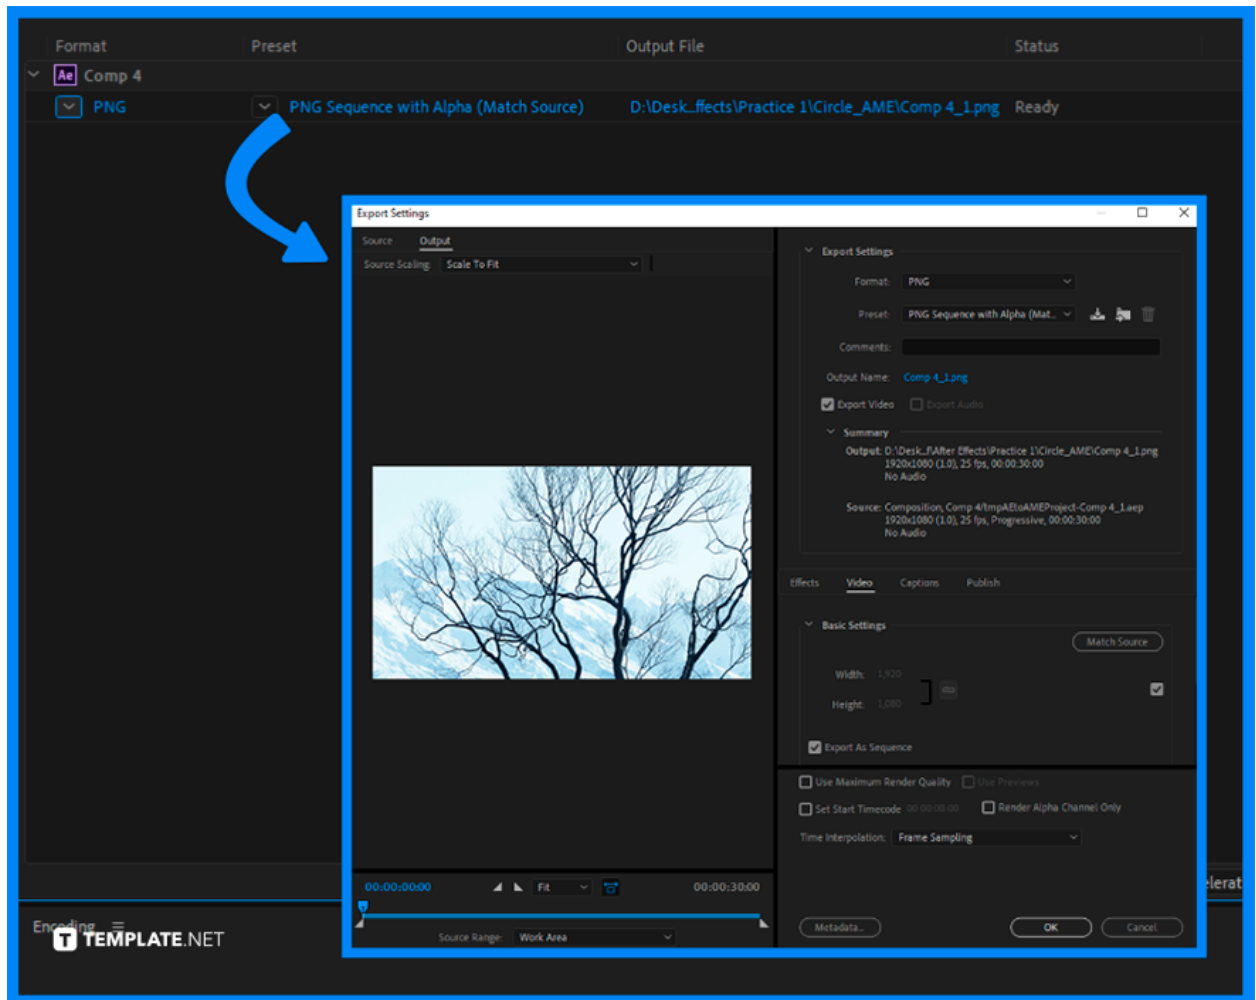 Format Preset Output File Status
Ae Comp 4
PNG PNG Sequence with Alpha (Match Source) D:\Desk...ffects\Practice 1\Circle_AME\Comp 4_1.png Ready
Export Settings
Source Output
Source Scaling: Scale To Fit
Export Settings
Format: PNG
Preset: PNG Sequence with Alpha (Mat...
Comments:
Output Name: Comp 4_1.png
Export Video Export Audio
Summary
Output: D:\Desk...f\After Effects\Practice 1\Circle_AME\Comp 4_1.png
1920x1080 (1.0), 25 fps, 00:00:30:00
No Audio
Source: Composition, Comp 4/tmpAEtoAMEProject-Comp 4_1.aep
1920x1080 (1.0), 25 fps, Progressive, 00:00:30:00
No Audio
Effects Video Captions Publish
Basic Settings
Match Source
Width: 1,920
Height: 1,080
Export As Sequence
Use Maximum Render Quality Use Previews
Set Start Timecode 00:00:00:00 Render Alpha Channel Only
Time Interpolation: Frame Sampling
00:00:00:00 Fit 00:00:30:00
elerat
Source Range: Work Area
Metadata... OK Cancel
Encoding
T TEMPLATE.NET